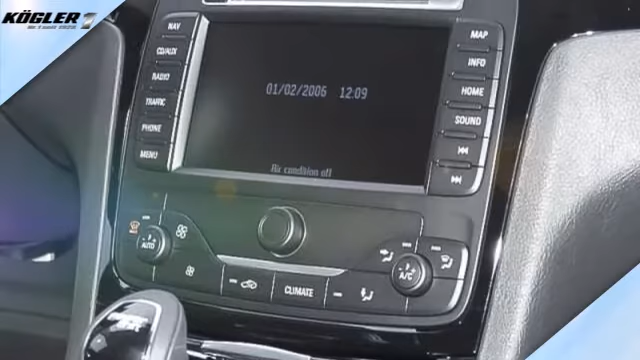 KÖGLER
NAV
CD/AUX
RADIO
TRAFFIC
PHONE
MENU
01/02/2006 12:09
Air condition off
MAP
INFO
HOME
SOUND
AUTO
A/C
CLIMATE